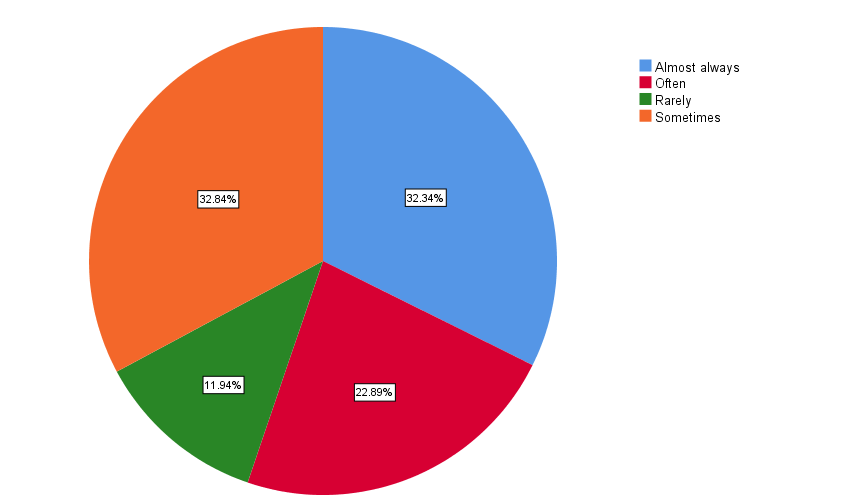 Almost always
Often
Rarely
Sometimes
32.84%
32.34%
11.94%
22.89%